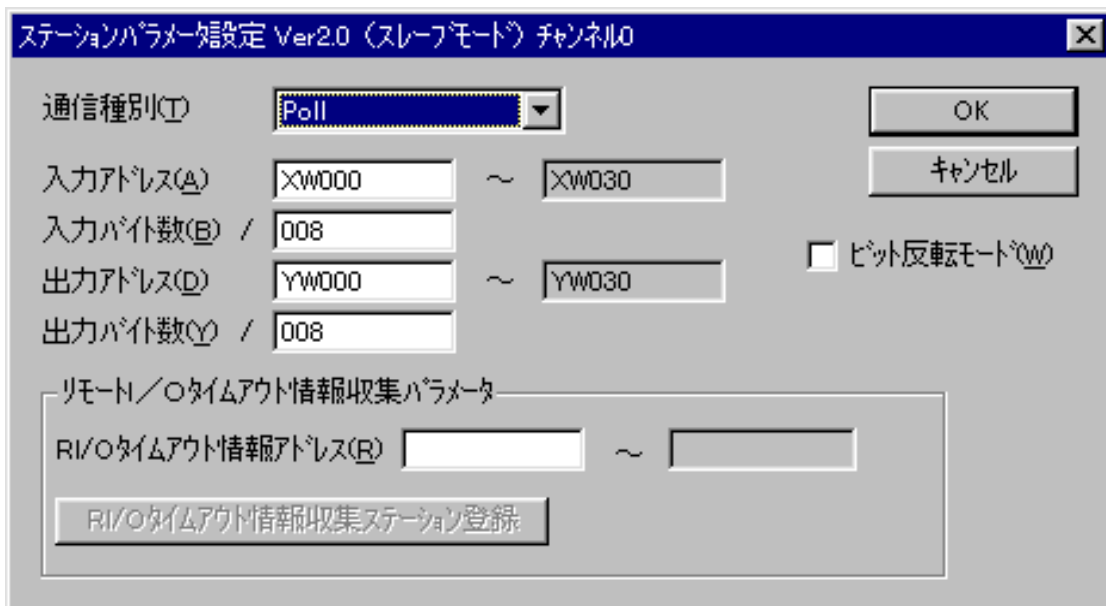 ステーションパラメータ設定 Ver2.0（スレーブモード）チャンネル0
通信種別(T) Poll OK
入力アドレス(A) XW000 ～ XW030 キャンセル
入力バイト数(B) / 008
ビット反転モード(W)
出力アドレス(D) YW000 ～ YW030
出力バイト数(Y) / 008
リモートI／Oタイムアウト情報収集パラメータ
RI/Oタイムアウト情報アドレス(R) ～
RI/Oタイムアウト情報収集ステーション登録